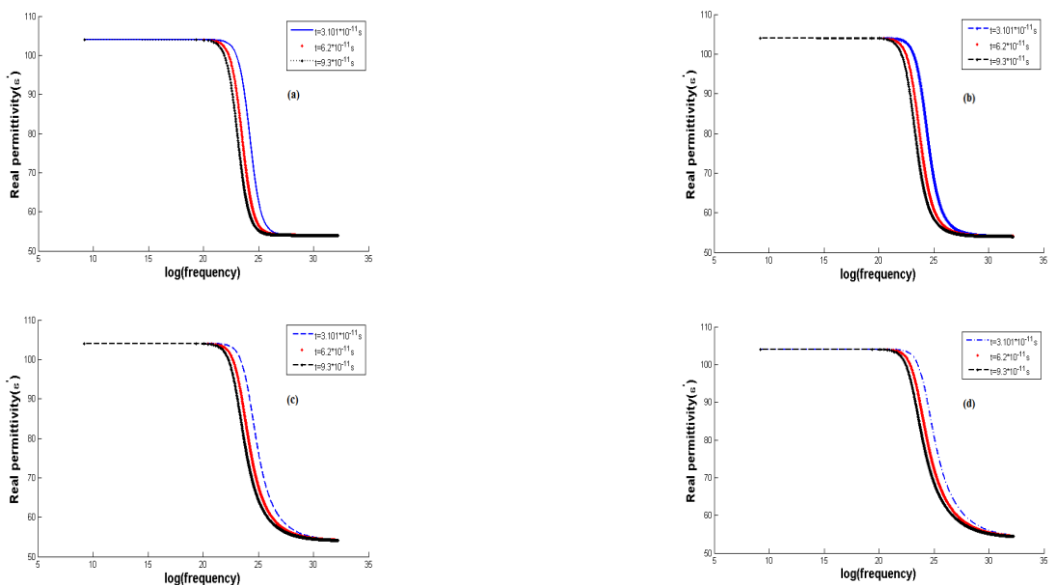 110
100
90
80
70
60
50
5
10
15
20
25
30
35
Real permittivity(ε')
log(frequency)
t=3.101*10-11s
t=6.2*10-11s
t=9.3*10-11s
(a)
110
100
90
80
70
60
50
5
10
15
20
25
30
35
Real permittivity(ε')
log(frequency)
t=3.101*10-11s
t=6.2*10-11s
t=9.3*10-11s
(b)
110
100
90
80
70
60
50
5
10
15
20
25
30
35
Real permittivity(ε')
log(frequency)
t=3.101*10-11s
t=6.2*10-11s
t=9.3*10-11s
(c)
110
100
90
80
70
60
50
5
10
15
20
25
30
35
Real permittivity(ε')
log(frequency)
t=3.101*10-11s
t=6.2*10-11s
t=9.3*10-11s
(d)